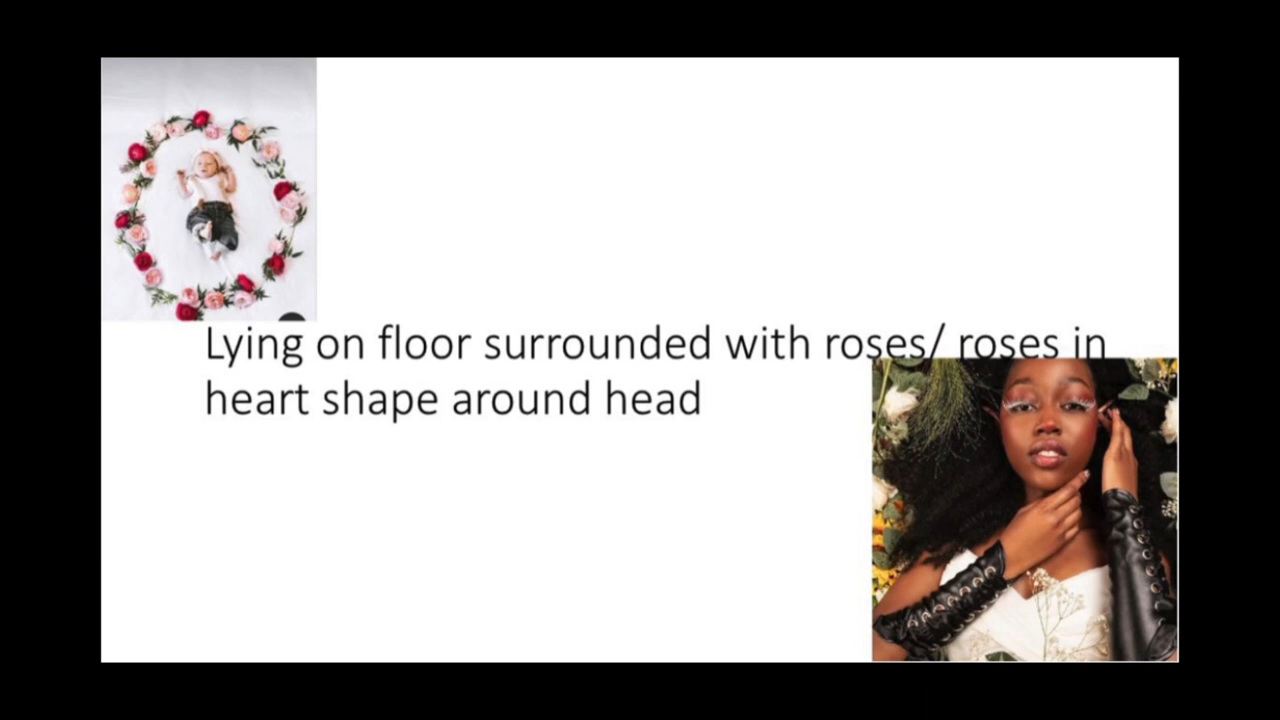 Lying on floor surrounded with roses/ roses in
heart shape around head